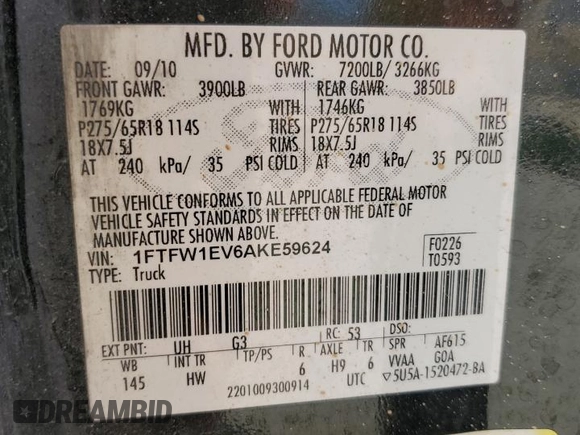 MFD. BY FORD MOTOR CO.
DATE: 09/10 GVWR: 7200LB/ 3266KG
FRONT GAWR: 3900LB REAR GAWR: 3850LB
1769KG WITH 1746KG WITH
P275/65R18 114S TIRES P275/65R18 114S TIRES
18X7.5J RIMS 18X7.5J RIMS
AT 240 kPa/ 35 PSI COLD AT 240 kPa/ 35 PSI COLD
THIS VEHICLE CONFORMS TO ALL APPLICABLE FEDERAL MOTOR
VEHICLE SAFETY STANDARDS IN EFFECT ON THE DATE OF
MANUFACTURE SHOWN ABOVE.
VIN: 1FTFW1EV6AKE59624 F0226
TYPE: Truck T0593
UH G3 RC: 53 DSO:
WB INT TR TP/PS R AXLE TR SPR AF615
145 HW 6 H9 6 VVAA GOA
2201009300914 UTC ▽5U5A-1520472-BA
DREAMBID